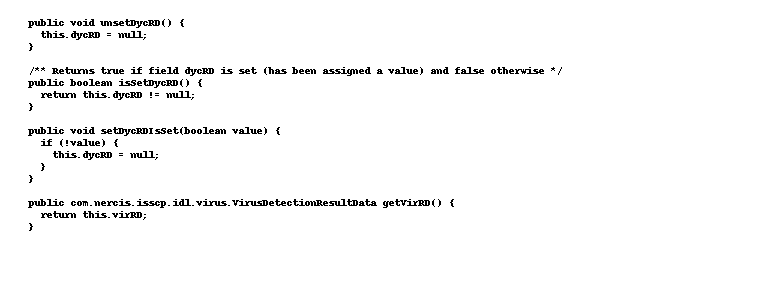 public void unsetDycRD() {
  this.dycRD = null;
}

/** Returns true if field dycRD is set (has been assigned a value) and false otherwise */
public boolean isSetDycRD() {
  return this.dycRD != null;
}

public void setDycRDIsSet(boolean value) {
  if (!value) {
    this.dycRD = null;
  }
}

public com.nercis.isscp.idl.virus.VirusDetectionResultData getVirRD() {
  return this.virRD;
}